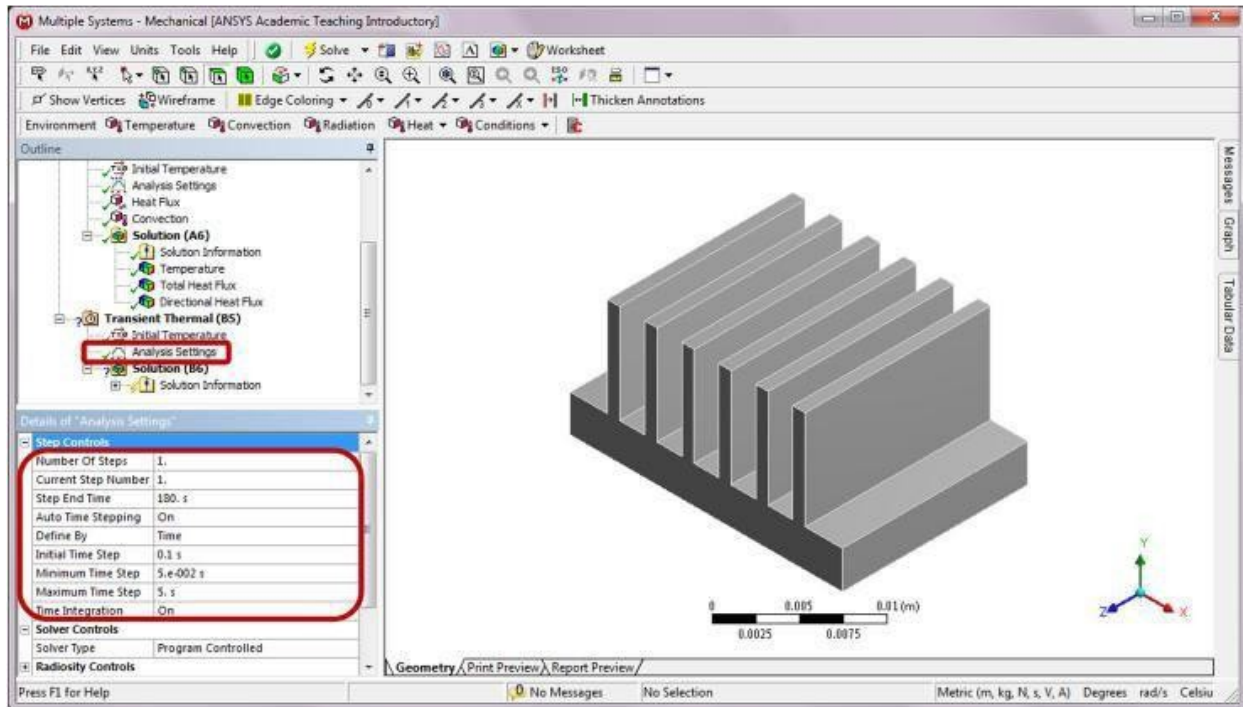 Multiple Systems - Mechanical [ANSYS Academic Teaching Introductory]
File Edit View Units Tools Help Solve Worksheet
Show Vertices Wireframe Edge Coloring Thicken Annotations
Environment Temperature Convection Radiation Heat Conditions
Outline
Initial Temperature
Analysis Settings
Heat Flux
Convection
Solution (A6)
Solution Information
Temperature
Total Heat Flux
Directional Heat Flux
Transient Thermal (B5)
Initial Temperature
Analysis Settings
Solution (B6)
Solution Information
Details of "Analysis Settings"
Step Controls
Number Of Steps 1.
Current Step Number 1.
Step End Time 180. s
Auto Time Stepping On
Define By Time
Initial Time Step 0.1 s
Minimum Time Step 5.e-002 s
Maximum Time Step 5. s
Time Integration On
Solver Controls
Solver Type Program Controlled
Radiosity Controls
0 0.005 0.01 (m)
0.0025 0.0075
Y
Z X
Geometry Print Preview Report Preview
Messages
Graph
Tabular Data
Press F1 for Help 0 No Messages No Selection Metric (m, kg, N, s, V, A) Degrees rad/s Celsiu